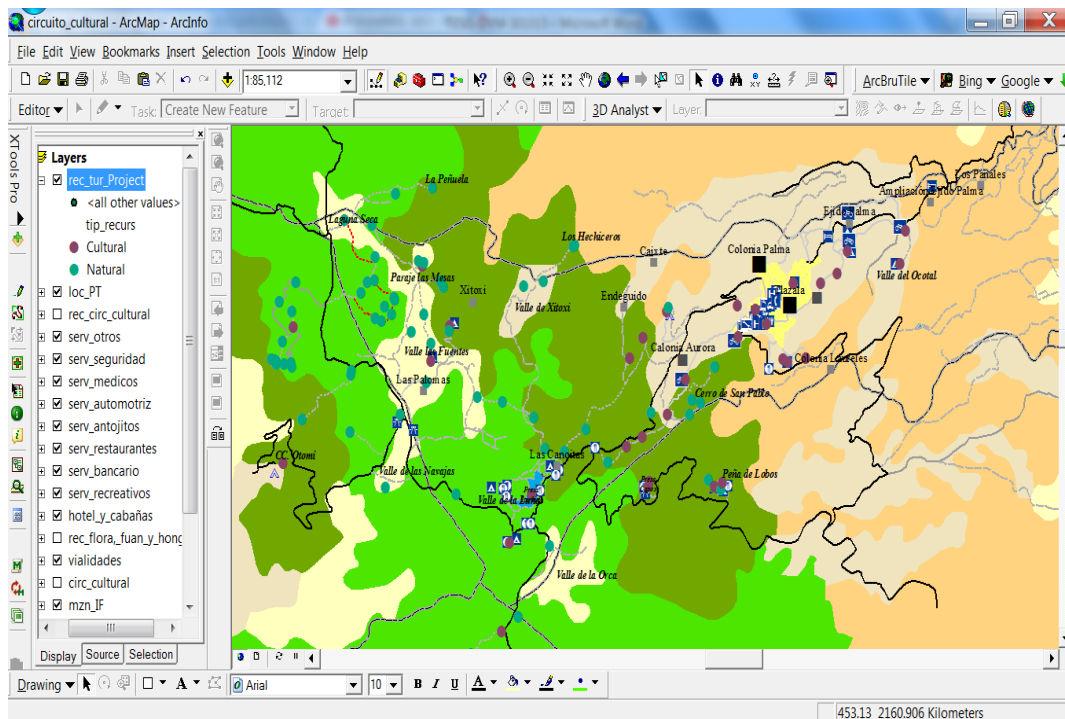 circuito_cultural - ArcMap - ArcInfo
File Edit View Bookmarks Insert Selection Tools Window Help
1:85,112
ArcBruTile Bing Google
Editor Task: Create New Feature Target: 3D Analyst Layer:
XTools Pro
Layers
rec_tur_Project
<all other values>
tip_recurs
Cultural
Natural
loc_PT
rec_circ_cultural
serv_otros
serv_seguridad
serv_medicos
serv_automotriz
serv_antojitos
serv_restaurantes
serv_bancario
serv_recreativos
hotel_y_cabañas
rec_flora_fuan_y_hong
vialidades
circ_cultural
mzn_IF
Display Source Selection
La Peñuela
Laguna Seca
Los Hechiceros
Paraje las Mesas
Xitoxi
Valle de Xitoxi
Caixte
Endeguido
Colonia Palma
Ejido Palma
Ampliación Ejido Palma
Los Pañales
Valle del Ocotal
Colonia Aurora
Colonia Laureles
Cerro de San Pablo
Valle las Fuentes
Las Palomas
CC. Otomi
Valle de las Navajas
Las Canoitas
Peña de Lobos
Valle de la Orca
Drawing Arial 10 B I U A
453.13 2160.906 Kilometers